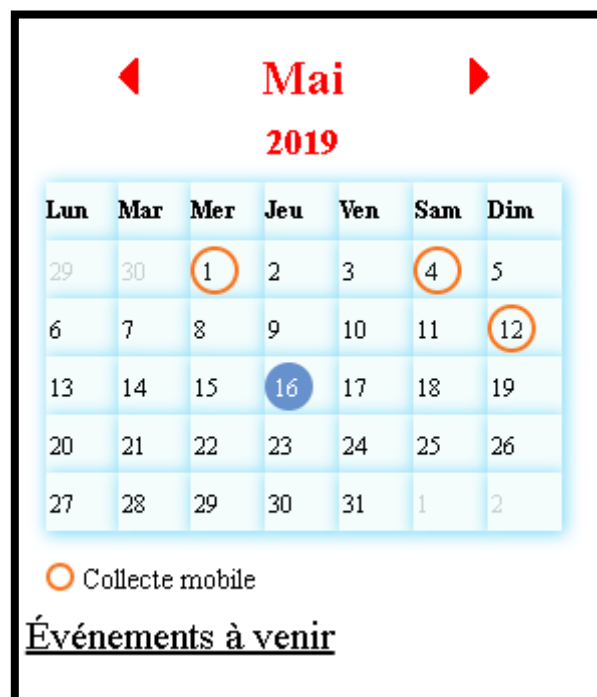 Mai
2019
Lun Mar Mer Jeu Ven Sam Dim
29 30 1 2 3 4 5
6 7 8 9 10 11 12
13 14 15 16 17 18 19
20 21 22 23 24 25 26
27 28 29 30 31 1 2
Collecte mobile
Événements à venir